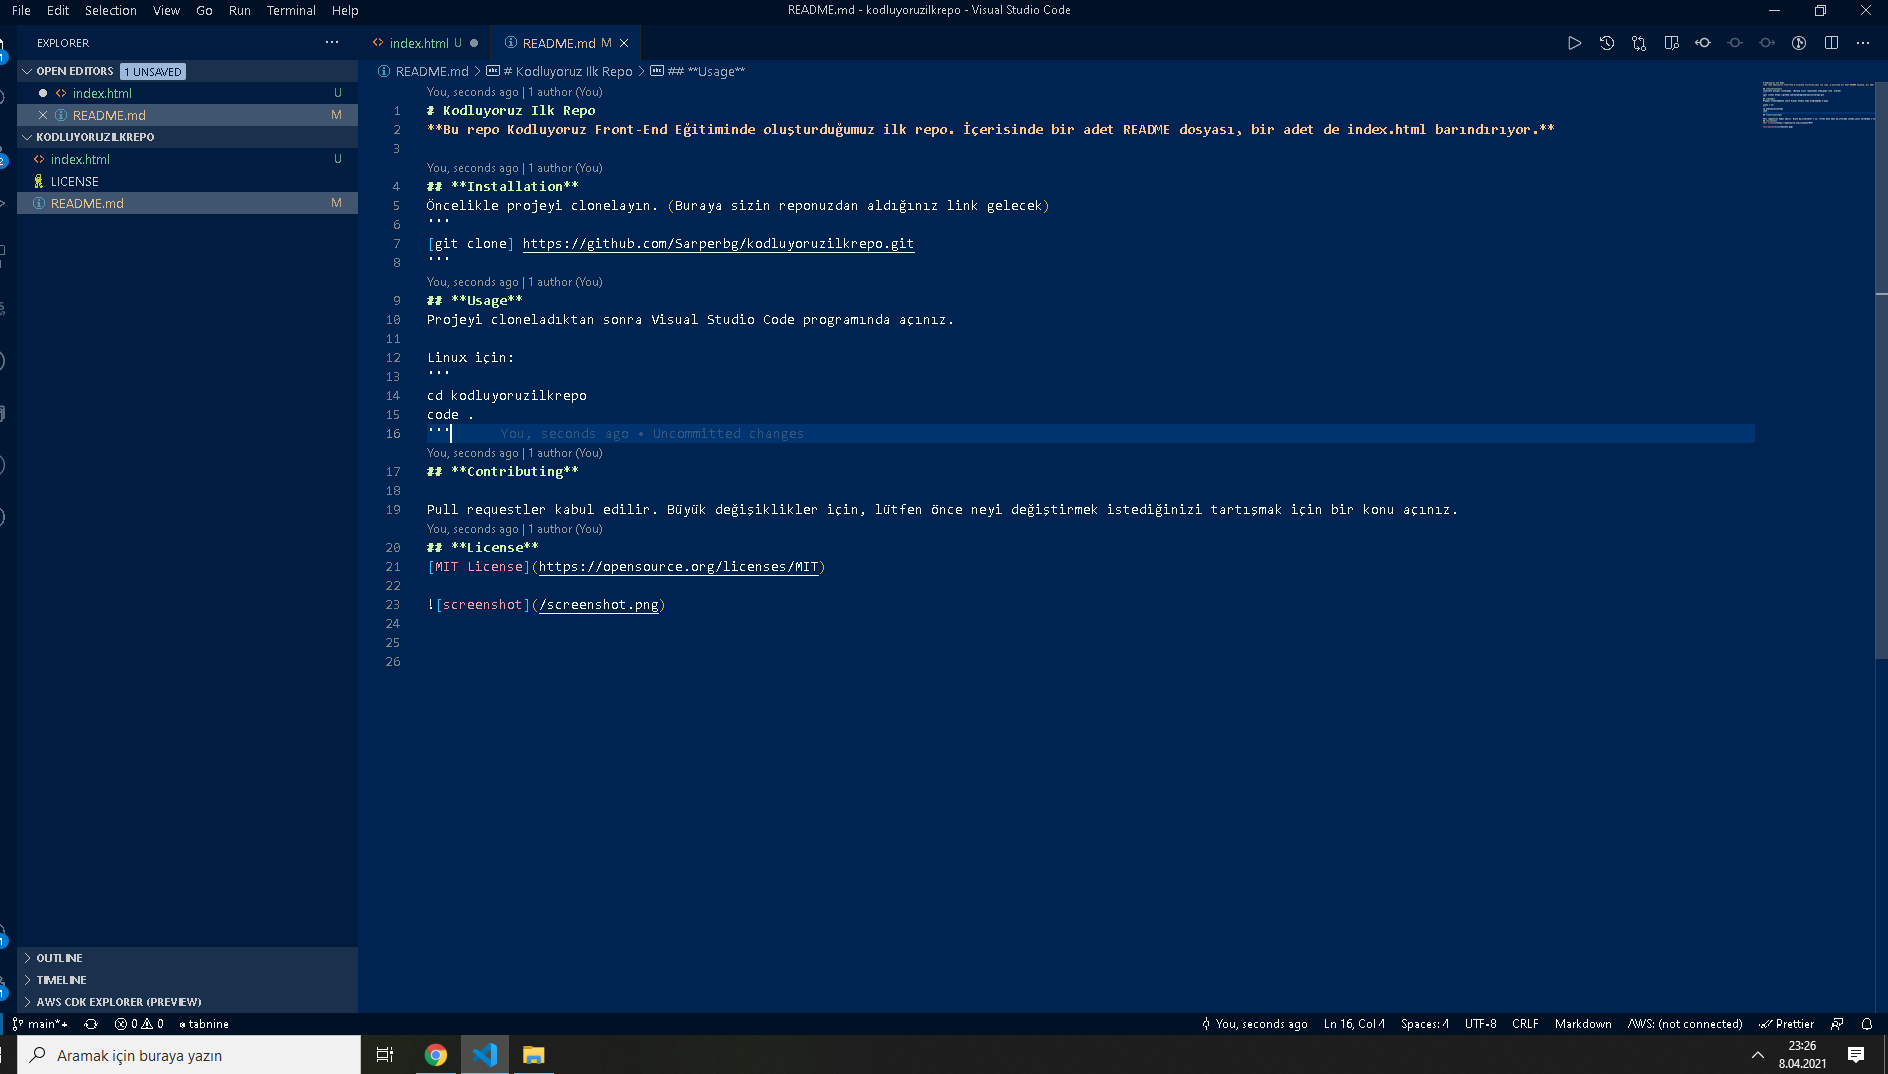 File Edit Selection View Go Run Terminal Help
README.md - kodluyoruzilkrepo - Visual Studio Code
EXPLORER
OPEN EDITORS 1 UNSAVED
index.html U
README.md M
KODLUYORUZILKREPO
index.html U
LICENSE
README.md M
OUTLINE
TIMELINE
AWS CDK EXPLORER (PREVIEW)
index.html U
README.md M
README.md > # Kodluyoruz Ilk Repo > ## **Usage**
You, seconds ago | 1 author (You)
1 # Kodluyoruz Ilk Repo
2 **Bu repo Kodluyoruz Front-End Eğitiminde oluşturduğumuz ilk repo. İçerisinde bir adet README dosyası, bir adet de index.html barındırıyor.**
3
You, seconds ago | 1 author (You)
4 ## **Installation**
5 Öncelikle projeyi clonelayın. (Buraya sizin reponuzdan aldığınız link gelecek)
6 '''
7 [git clone] https://github.com/Sarperbg/kodluyoruzilkrepo.git
8 '''
You, seconds ago | 1 author (You)
9 ## **Usage**
10 Projeyi cloneladıktan sonra Visual Studio Code programında açınız.
11
12 Linux için:
13 '''
14 cd kodluyoruzilkrepo
15 code .
16 ''' You, seconds ago • Uncommitted changes
You, seconds ago | 1 author (You)
17 ## **Contributing**
18
19 Pull requestler kabul edilir. Büyük değişiklikler için, lütfen önce neyi değiştirmek istediğinizi tartışmak için bir konu açınız.
You, seconds ago | 1 author (You)
20 ## **License**
21 [MIT License](https://opensource.org/licenses/MIT)
22
23 ![screenshot](/screenshot.png)
24
25
26
main*+ 0 0 tabnine
You, seconds ago Ln 16, Col 4 Spaces: 4 UTF-8 CRLF Markdown AWS: (not connected) Prettier
Aramak için buraya yazın
23:26
8.04.2021